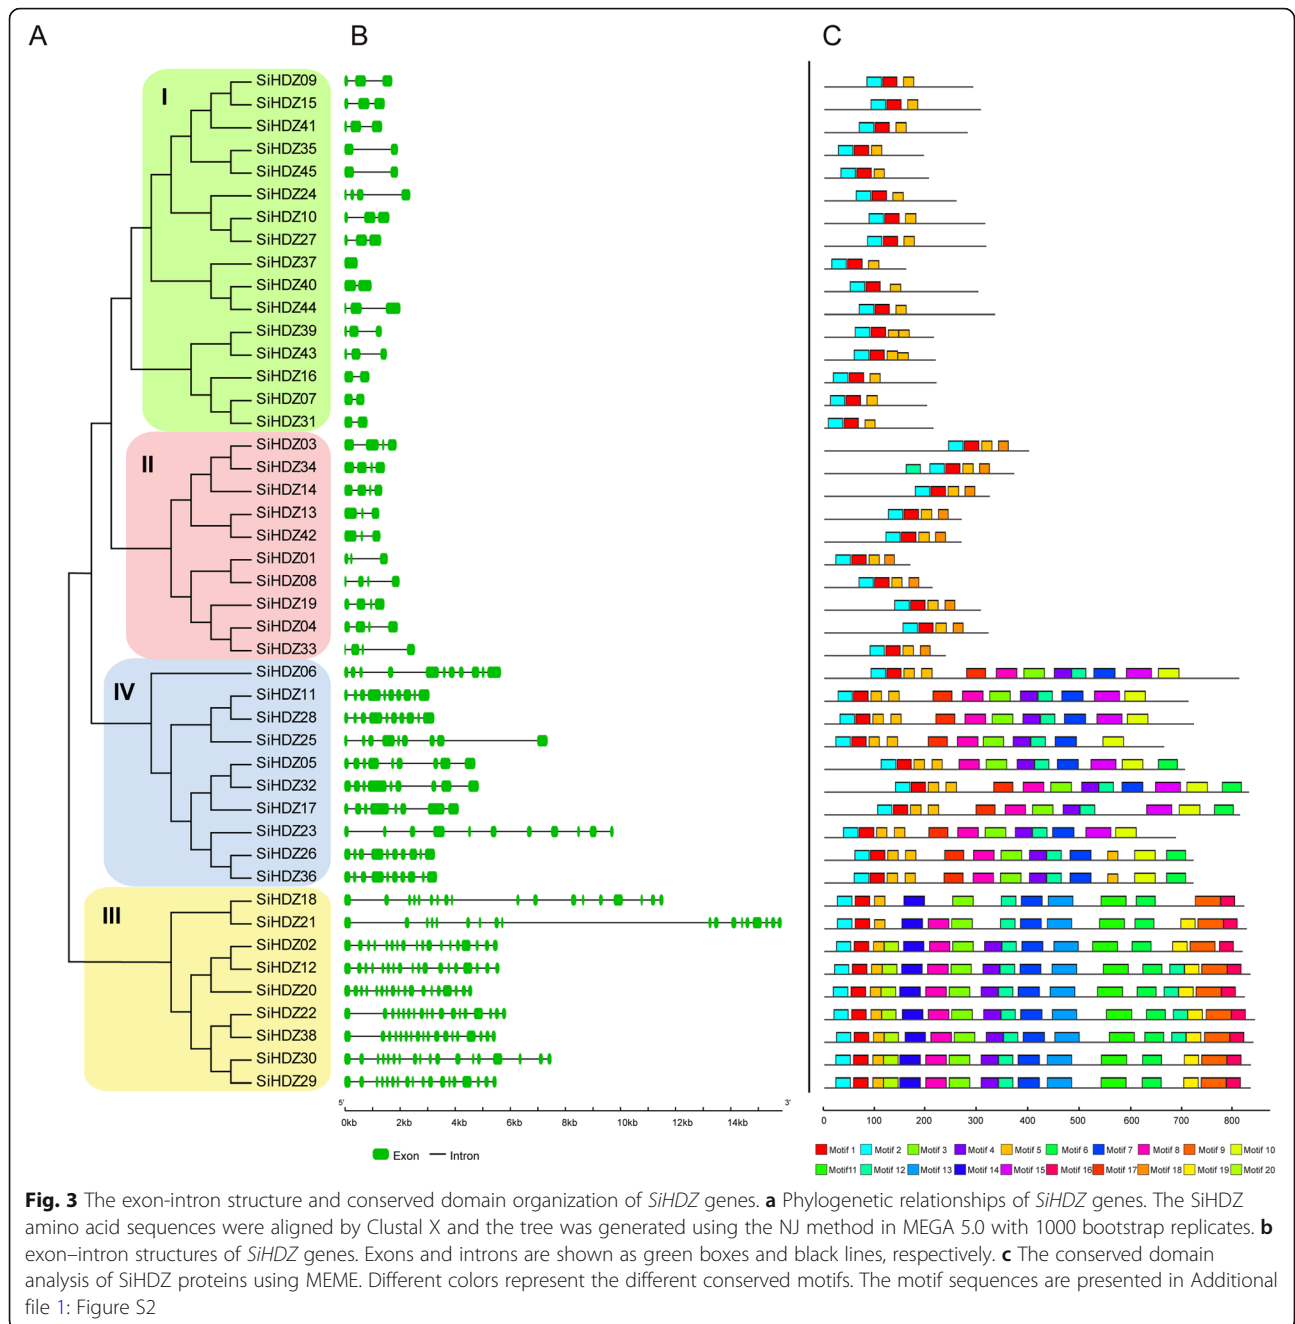 A
B
C
I
SiHDZ09
SiHDZ15
SiHDZ41
SiHDZ35
SiHDZ45
SiHDZ24
SiHDZ10
SiHDZ27
SiHDZ37
SiHDZ40
SiHDZ44
SiHDZ39
SiHDZ43
SiHDZ16
SiHDZ07
SiHDZ31
II
SiHDZ03
SiHDZ34
SiHDZ14
SiHDZ13
SiHDZ42
SiHDZ01
SiHDZ08
SiHDZ19
SiHDZ04
SiHDZ33
IV
SiHDZ06
SiHDZ11
SiHDZ28
SiHDZ25
SiHDZ05
SiHDZ32
SiHDZ17
SiHDZ23
SiHDZ26
SiHDZ36
III
SiHDZ18
SiHDZ21
SiHDZ02
SiHDZ12
SiHDZ20
SiHDZ22
SiHDZ38
SiHDZ30
SiHDZ29
5' 3'
0kb 2kb 4kb 6kb 8kb 10kb 12kb 14kb
Exon Intron
0 100 200 300 400 500 600 700 800
Motif 1 Motif 2 Motif 3 Motif 4 Motif 5 Motif 6 Motif 7 Motif 8 Motif 9 Motif 10
Motif11 Motif 12 Motif 13 Motif 14 Motif 15 Motif 16 Motif 17 Motif 18 Motif 19 Motif 20
Fig. 3 The exon-intron structure and conserved domain organization of SiHDZ genes. a Phylogenetic relationships of SiHDZ genes. The SiHDZ
amino acid sequences were aligned by Clustal X and the tree was generated using the NJ method in MEGA 5.0 with 1000 bootstrap replicates. b
exon–intron structures of SiHDZ genes. Exons and introns are shown as green boxes and black lines, respectively. c The conserved domain
analysis of SiHDZ proteins using MEME. Different colors represent the different conserved motifs. The motif sequences are presented in Additional
file 1: Figure S2